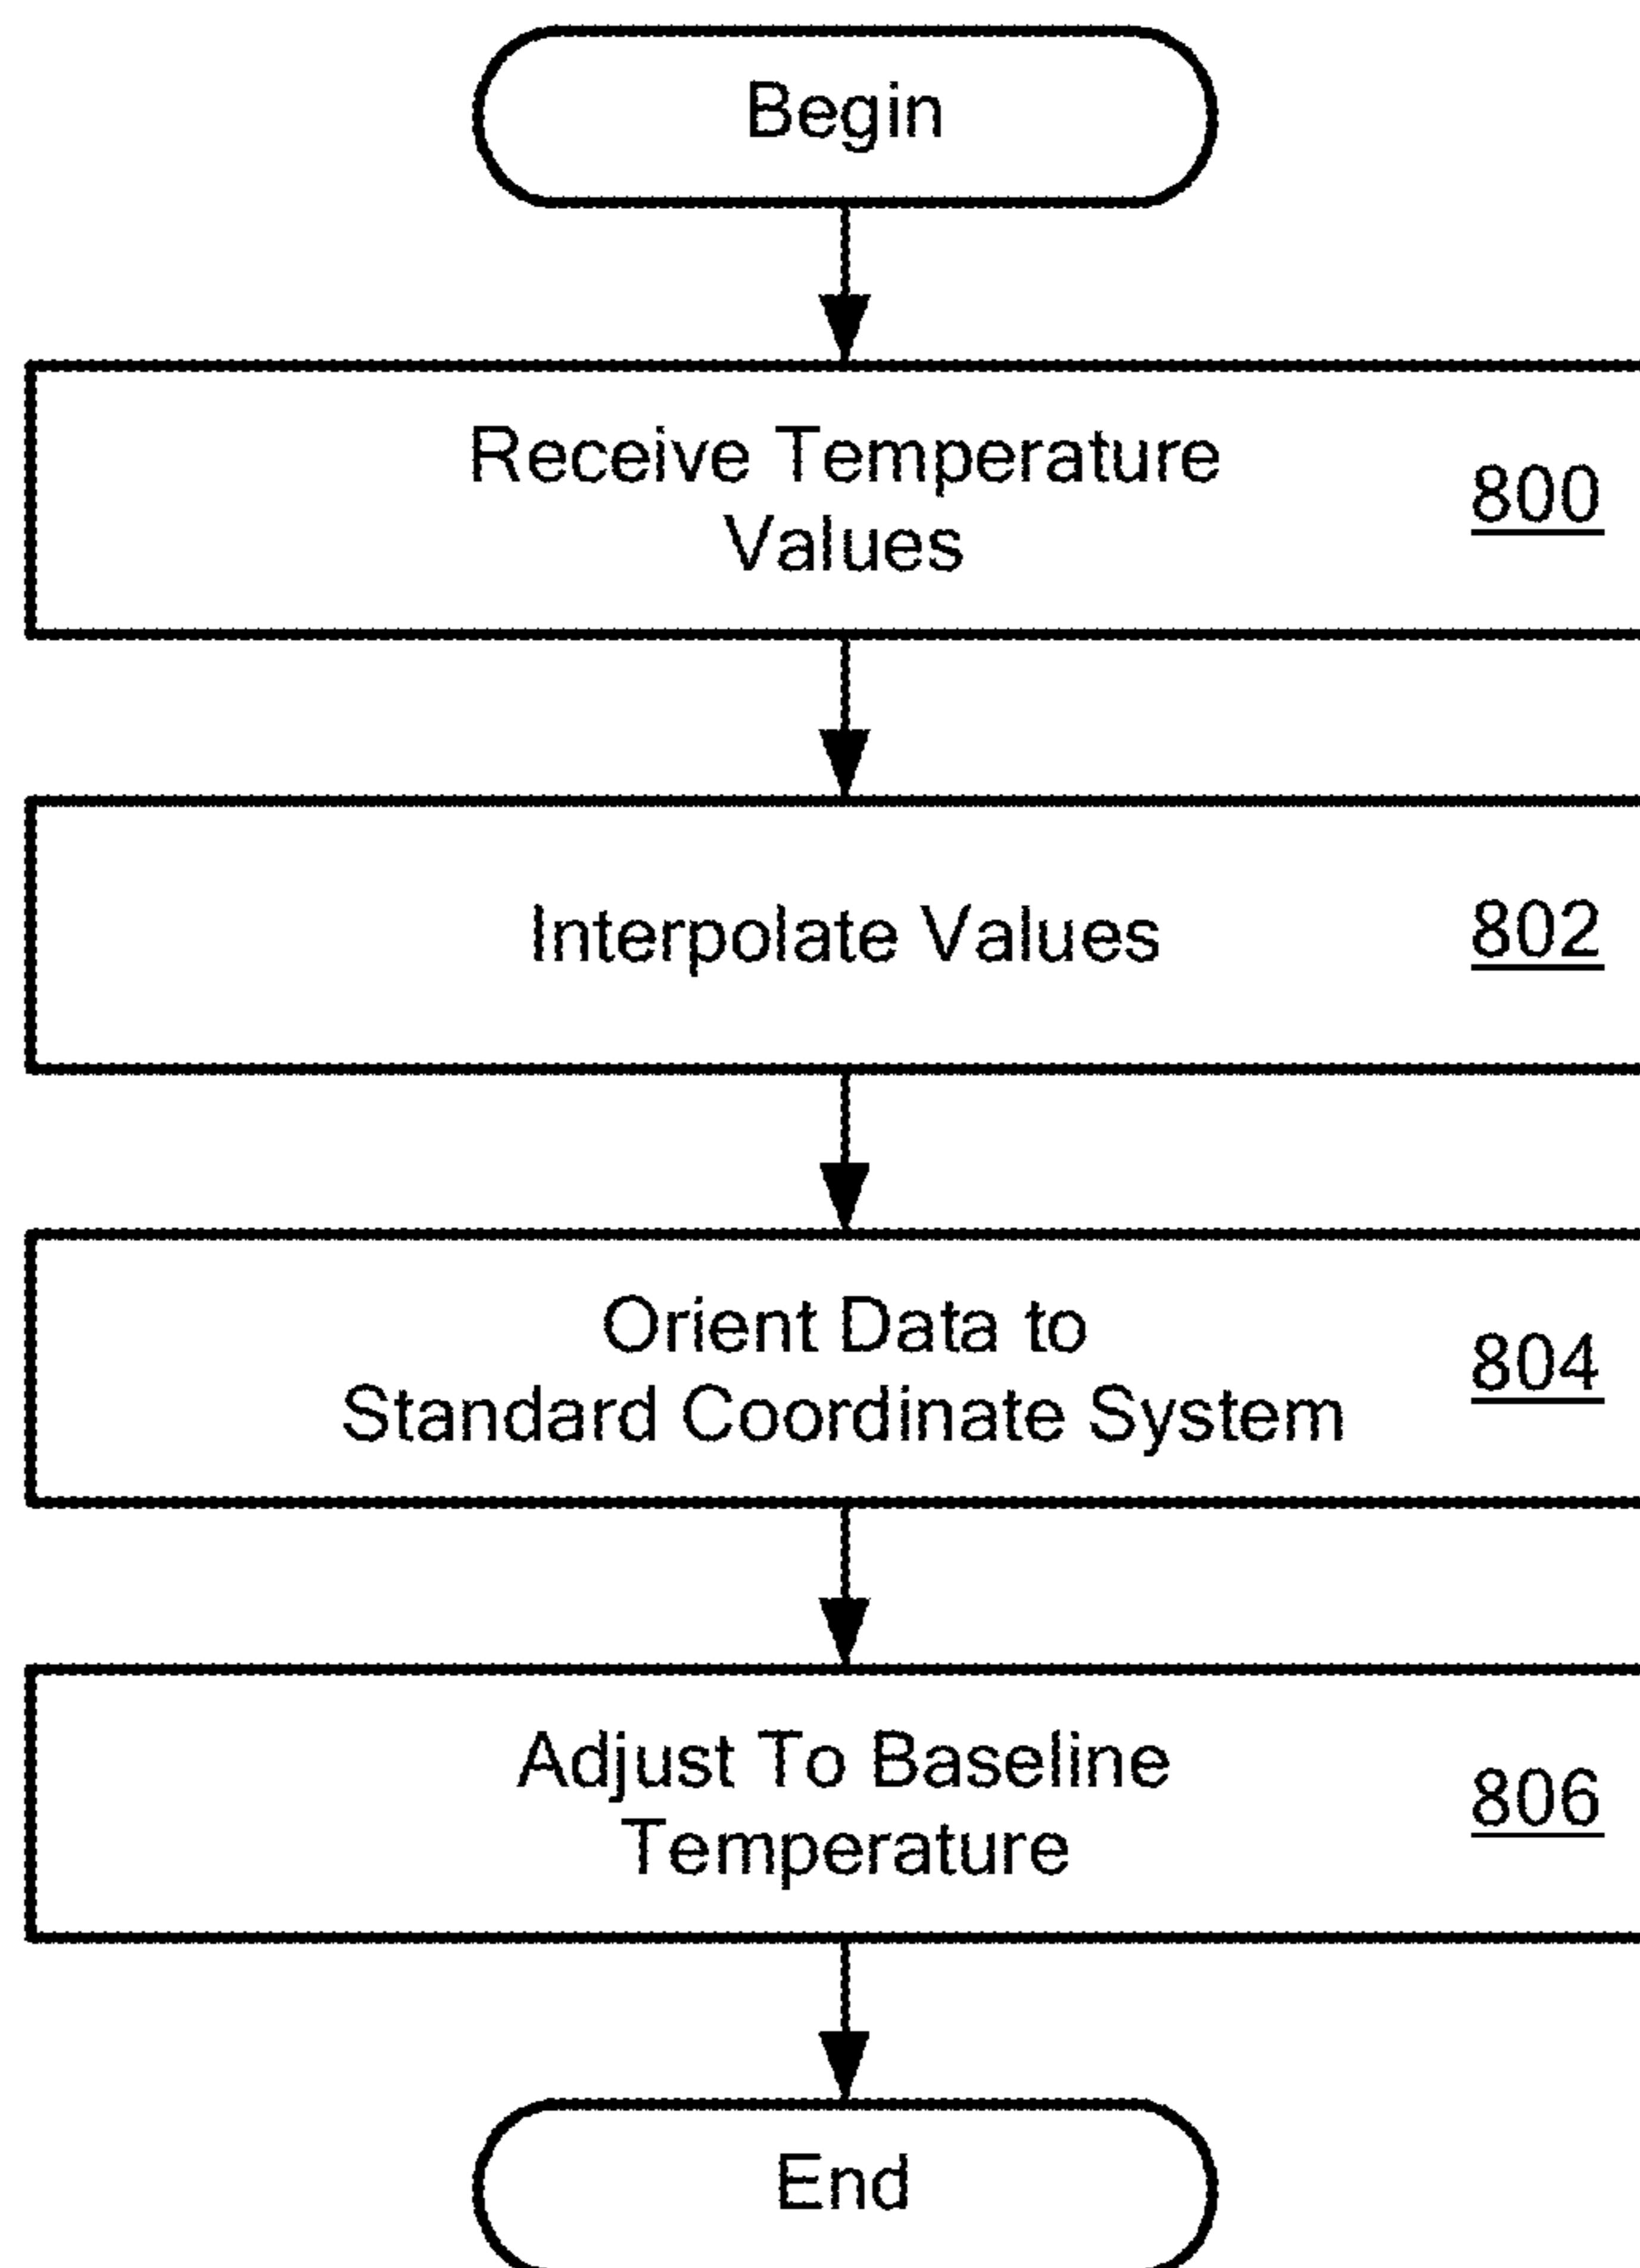 Begin
Receive Temperature
Values
800
Interpolate Values
802
Orient Data to
Standard Coordinate System
804
Adjust To Baseline
Temperature
806
End